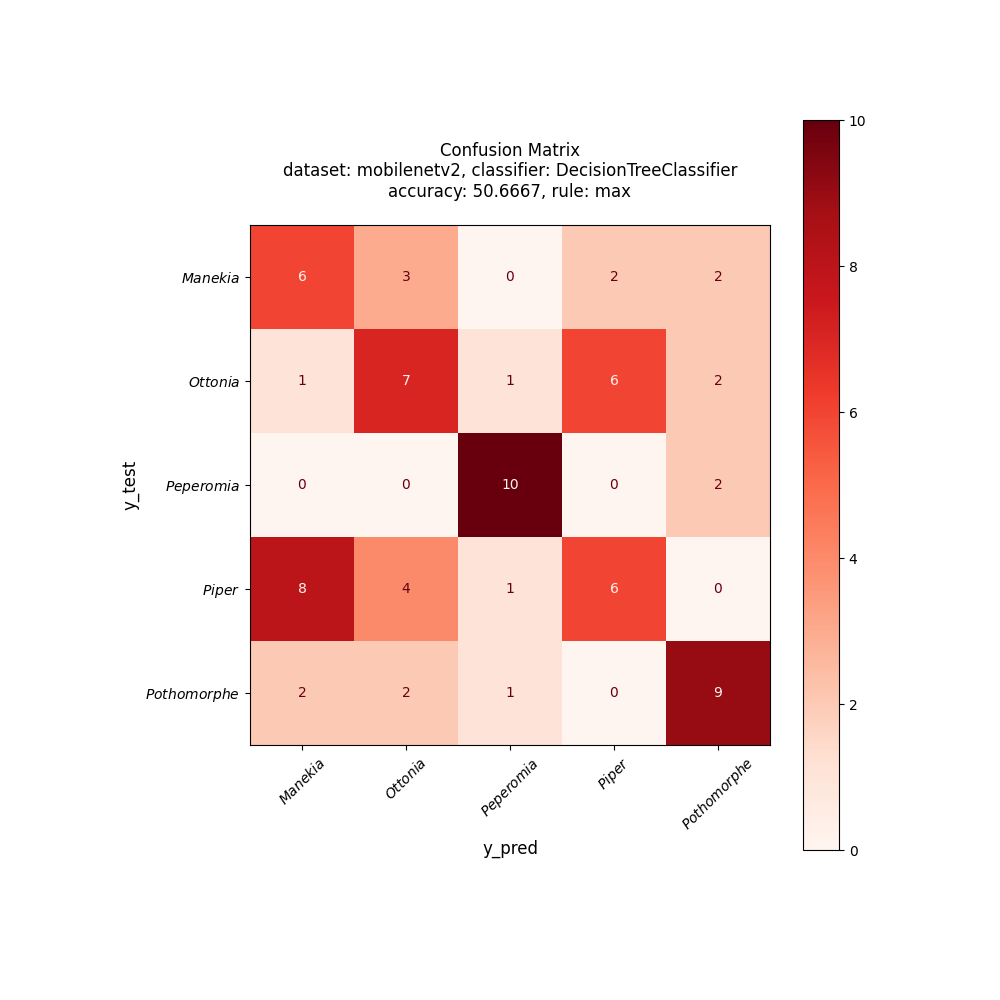 Confusion Matrix
dataset: mobilenetv2, classifier: DecisionTreeClassifier
accuracy: 50.6667, rule: max
y_test
Manekia 6 3 0 2 2
Ottonia 1 7 1 6 2
Peperomia 0 0 10 0 2
Piper 8 4 1 6 0
Pothomorphe 2 2 1 0 9
Manekia Ottonia Peperomia Piper Pothomorphe
y_pred
10
8
6
4
2
0